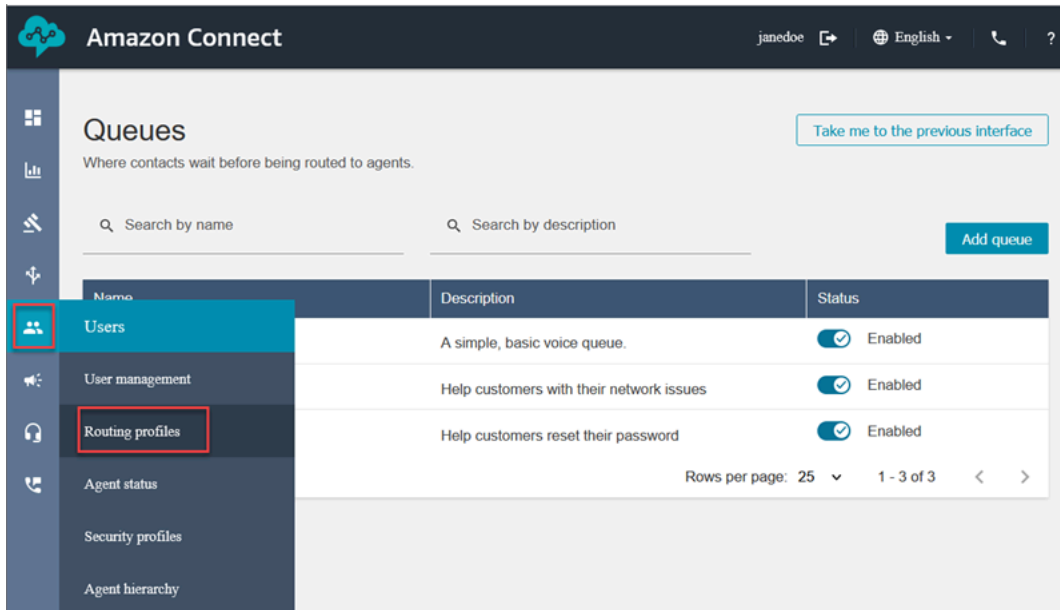 Amazon Connect
janedoe English ?
Queues
Take me to the previous interface
Where contacts wait before being routed to agents.
Search by name Search by description
Add queue
Name Description Status
Users
A simple, basic voice queue. Enabled
User management
Help customers with their network issues Enabled
Routing profiles
Help customers reset their password Enabled
Rows per page: 25 1 - 3 of 3 < >
Agent status
Security profiles
Agent hierarchy